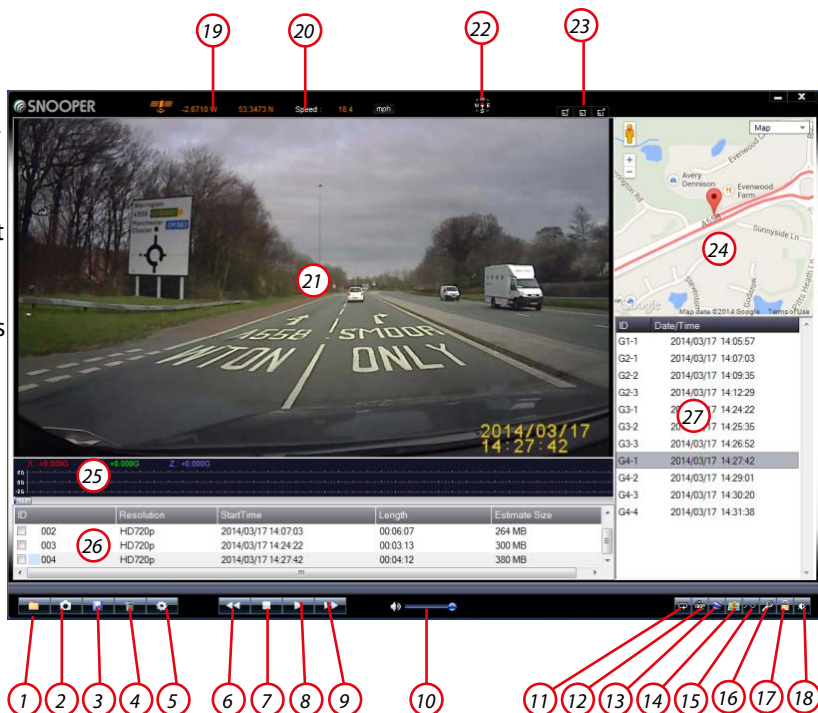 19 20 22 23
SNOOPER -2.6710 W 53.3473 N Speed : 18.4 mph
Map
Avery
Dennison
Evenwood
Farm
A558
Sunnyside Ln
24
Google
Map data ©2014 Google Terms of Use
Warrington
A558
Manchester
Chester
21
A558 SMOOR
WTON ONLY
2014/03/17
14:27:42
t
s
X : +0.000G +0.000G Z : +0.000G
25
ID Resolution StartTime Length Estimate Size
002 HD720p 2014/03/17 14:07:03 00:06:07 264 MB
003 HD720p 2014/03/17 14:24:22 00:03:13 300 MB
004 HD720p 2014/03/17 14:27:42 00:04:12 380 MB
26
ID Date/Time
G1-1 2014/03/17 14:05:57
G2-1 2014/03/17 14:07:03
G2-2 2014/03/17 14:09:35
G2-3 2014/03/17 14:12:29
G3-1 14:24:22
G3-2 14:25:35
G3-3 2014/03/17 14:26:52
G4-1 2014/03/17 14:27:42
G4-2 2014/03/17 14:29:01
G4-3 2014/03/17 14:30:20
G4-4 2014/03/17 14:31:38
27
1 2 3 4 5 6 7 8 9 10 11 12 13 14 15 16 17 18